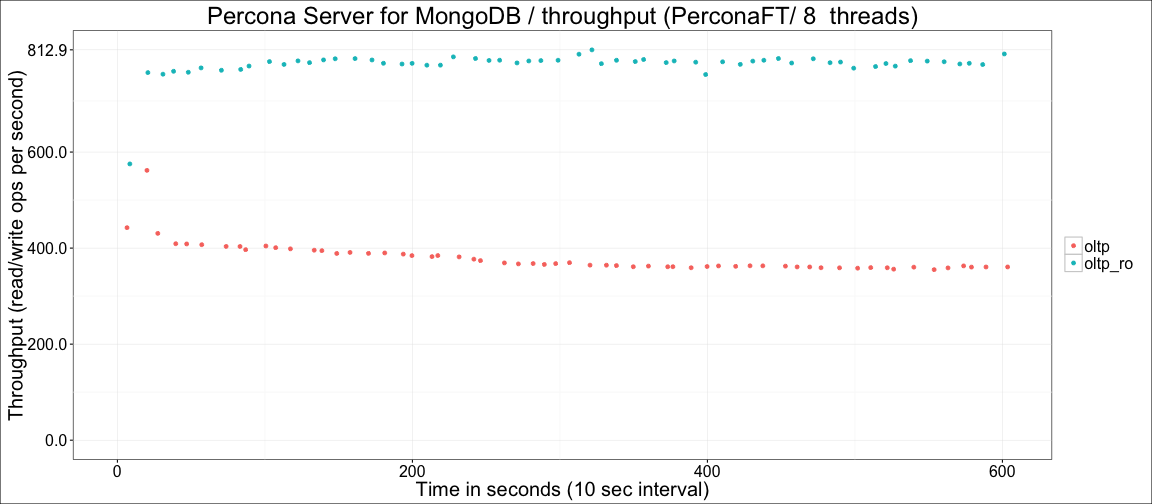 Percona Server for MongoDB / throughput (PerconaFT/ 8  threads)
Throughput (read/write ops per second)
812.9
600.0
400.0
200.0
0.0
0
200
400
600
Time in seconds (10 sec interval)
oltp
oltp_ro